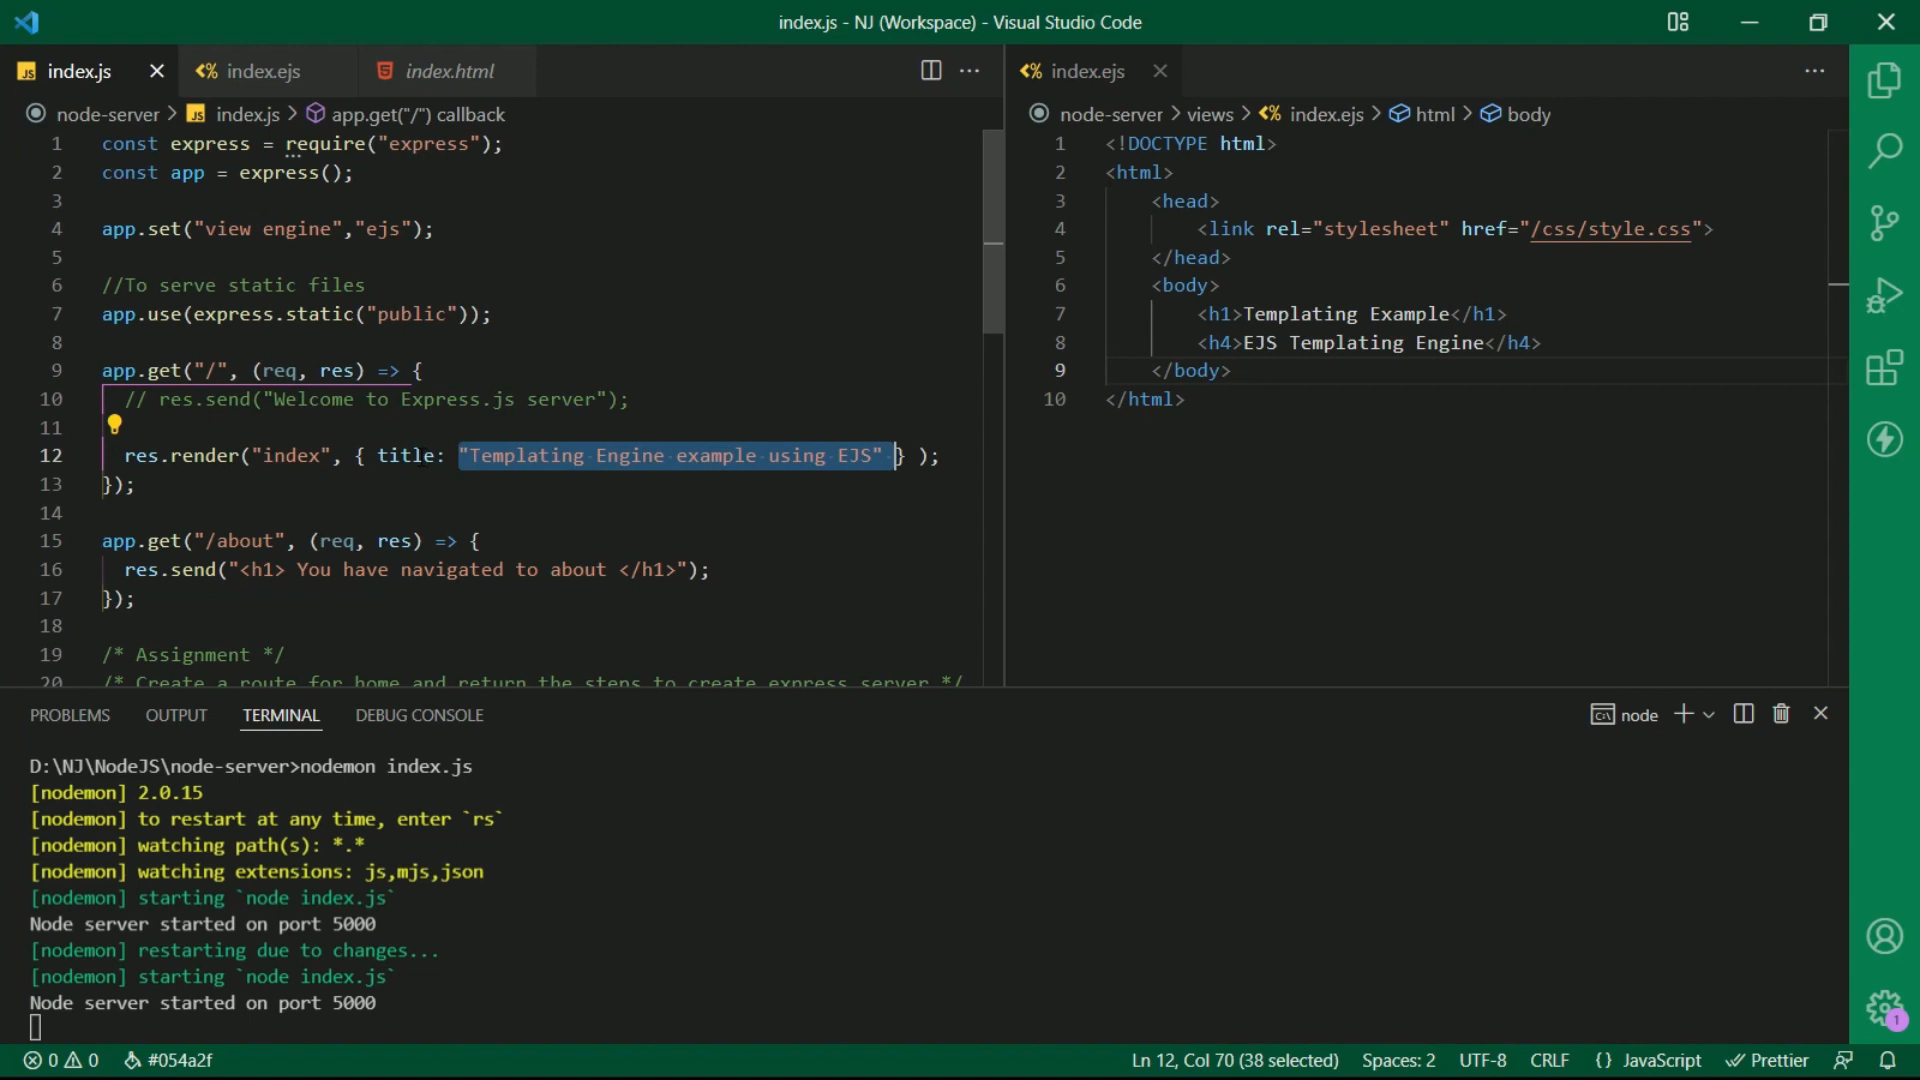 index.js - NJ (Workspace) - Visual Studio Code
JS index.js
index.ejs
index.html
node-server > JS index.js > app.get("/") callback
1 const express = require("express");
2 const app = express();
3
4 app.set("view engine","ejs");
5
6 //To serve static files
7 app.use(express.static("public"));
8
9 app.get("/", (req, res) => {
10 // res.send("Welcome to Express.js server");
11
12 res.render("index", { title: "Templating Engine example using EJS" } );
13 });
14
15 app.get("/about", (req, res) => {
16 res.send("<h1> You have navigated to about </h1>");
17 });
18
19 /* Assignment */
20 /* Create a route for home and return the steps to create express server */
index.ejs
node-server > views > index.ejs > html > body
1 <!DOCTYPE html>
2 <html>
3 <head>
4 <link rel="stylesheet" href="/css/style.css">
5 </head>
6 <body>
7 <h1>Templating Example</h1>
8 <h4>EJS Templating Engine</h4>
9 </body>
10 </html>
PROBLEMS OUTPUT TERMINAL DEBUG CONSOLE
node
D:\NJ\NodeJS\node-server>nodemon index.js
[nodemon] 2.0.15
[nodemon] to restart at any time, enter `rs`
[nodemon] watching path(s): *.*
[nodemon] watching extensions: js,mjs,json
[nodemon] starting `node index.js`
Node server started on port 5000
[nodemon] restarting due to changes...
[nodemon] starting `node index.js`
Node server started on port 5000
1
0 0 #054a2f
Ln 12, Col 70 (38 selected) Spaces: 2 UTF-8 CRLF {} JavaScript Prettier